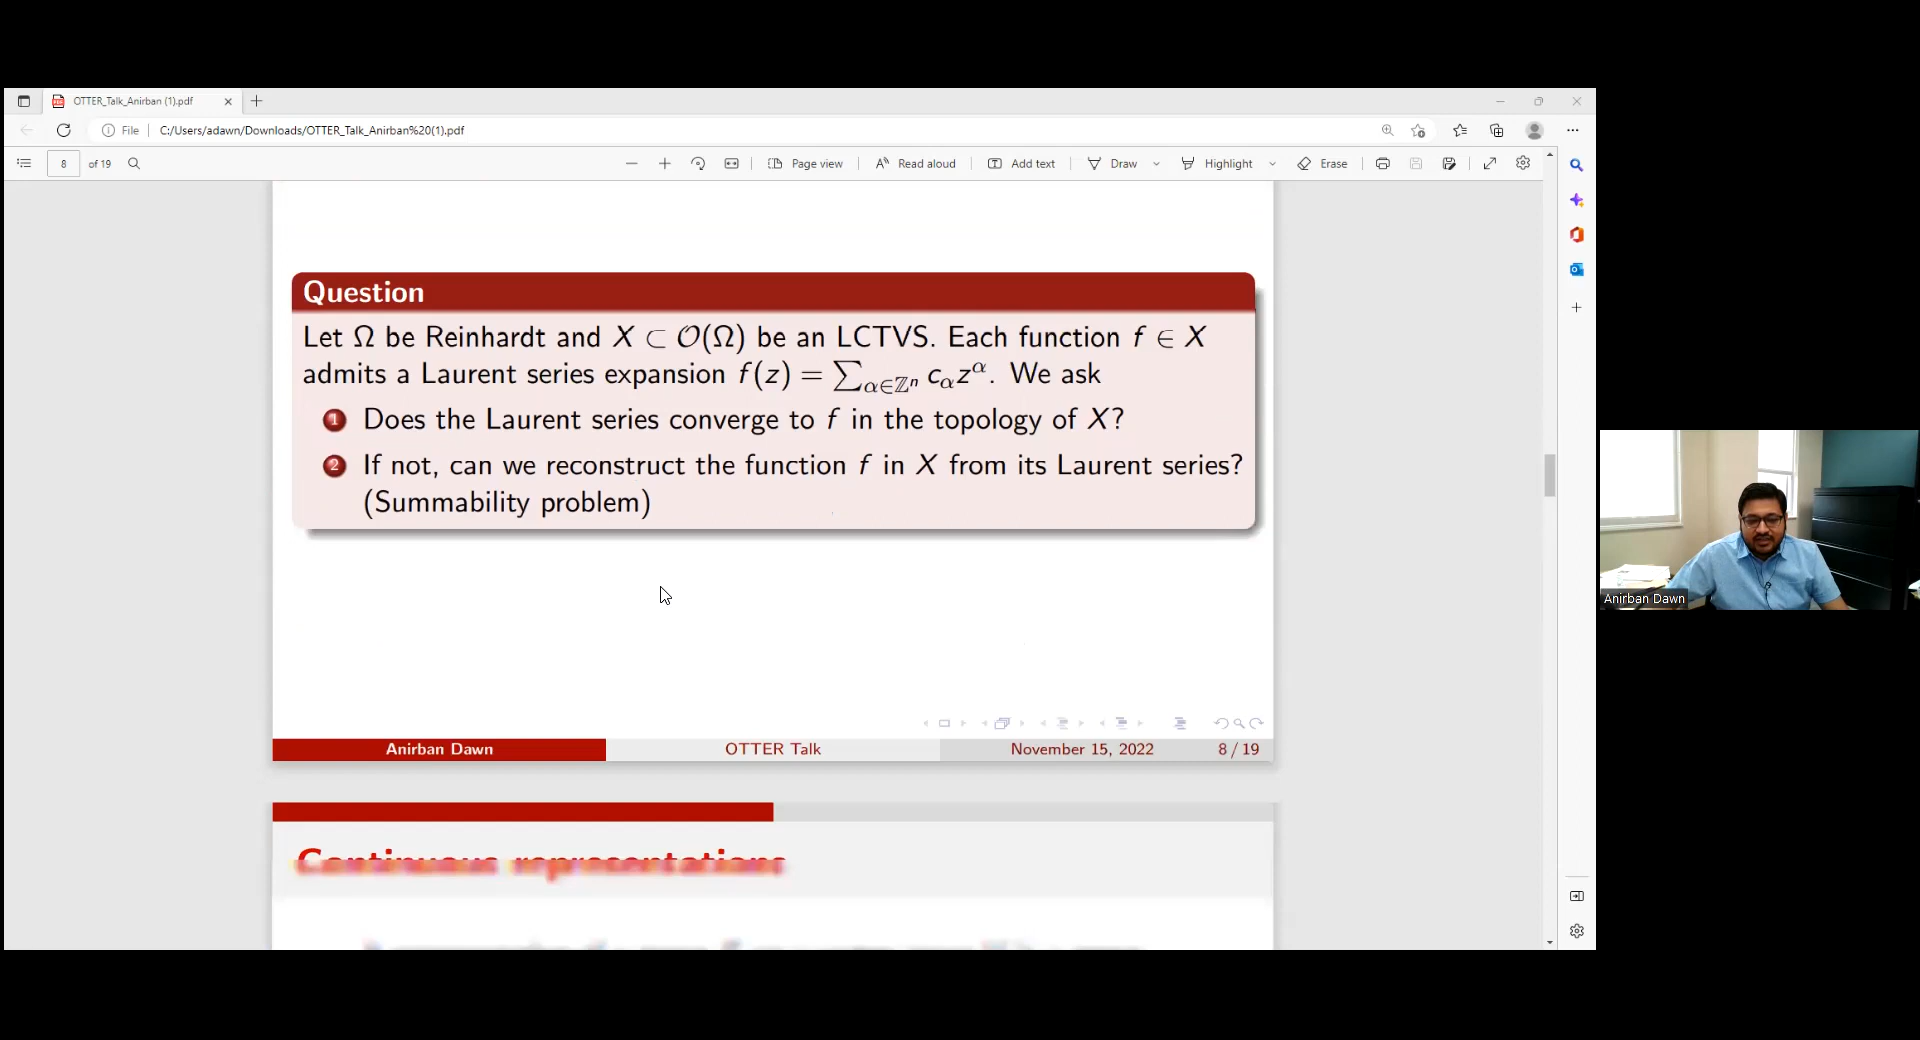 OTTER_Talk_Anirban (1).pdf
File C:/Users/adawn/Downloads/OTTER_Talk_Anirban%20(1).pdf
8 of 19 Page view Read aloud Add text Draw Highlight Erase
Question
Let Ω be Reinhardt and X ⊂ 𝒪(Ω) be an LCTVS. Each function f ∈ X
admits a Laurent series expansion f(z) = ∑_{α∈ℤⁿ} c_α z^α. We ask
1 Does the Laurent series converge to f in the topology of X?
2 If not, can we reconstruct the function f in X from its Laurent series?
(Summability problem)
Anirban Dawn
Anirban Dawn OTTER Talk November 15, 2022 8 / 19
Continuous representations